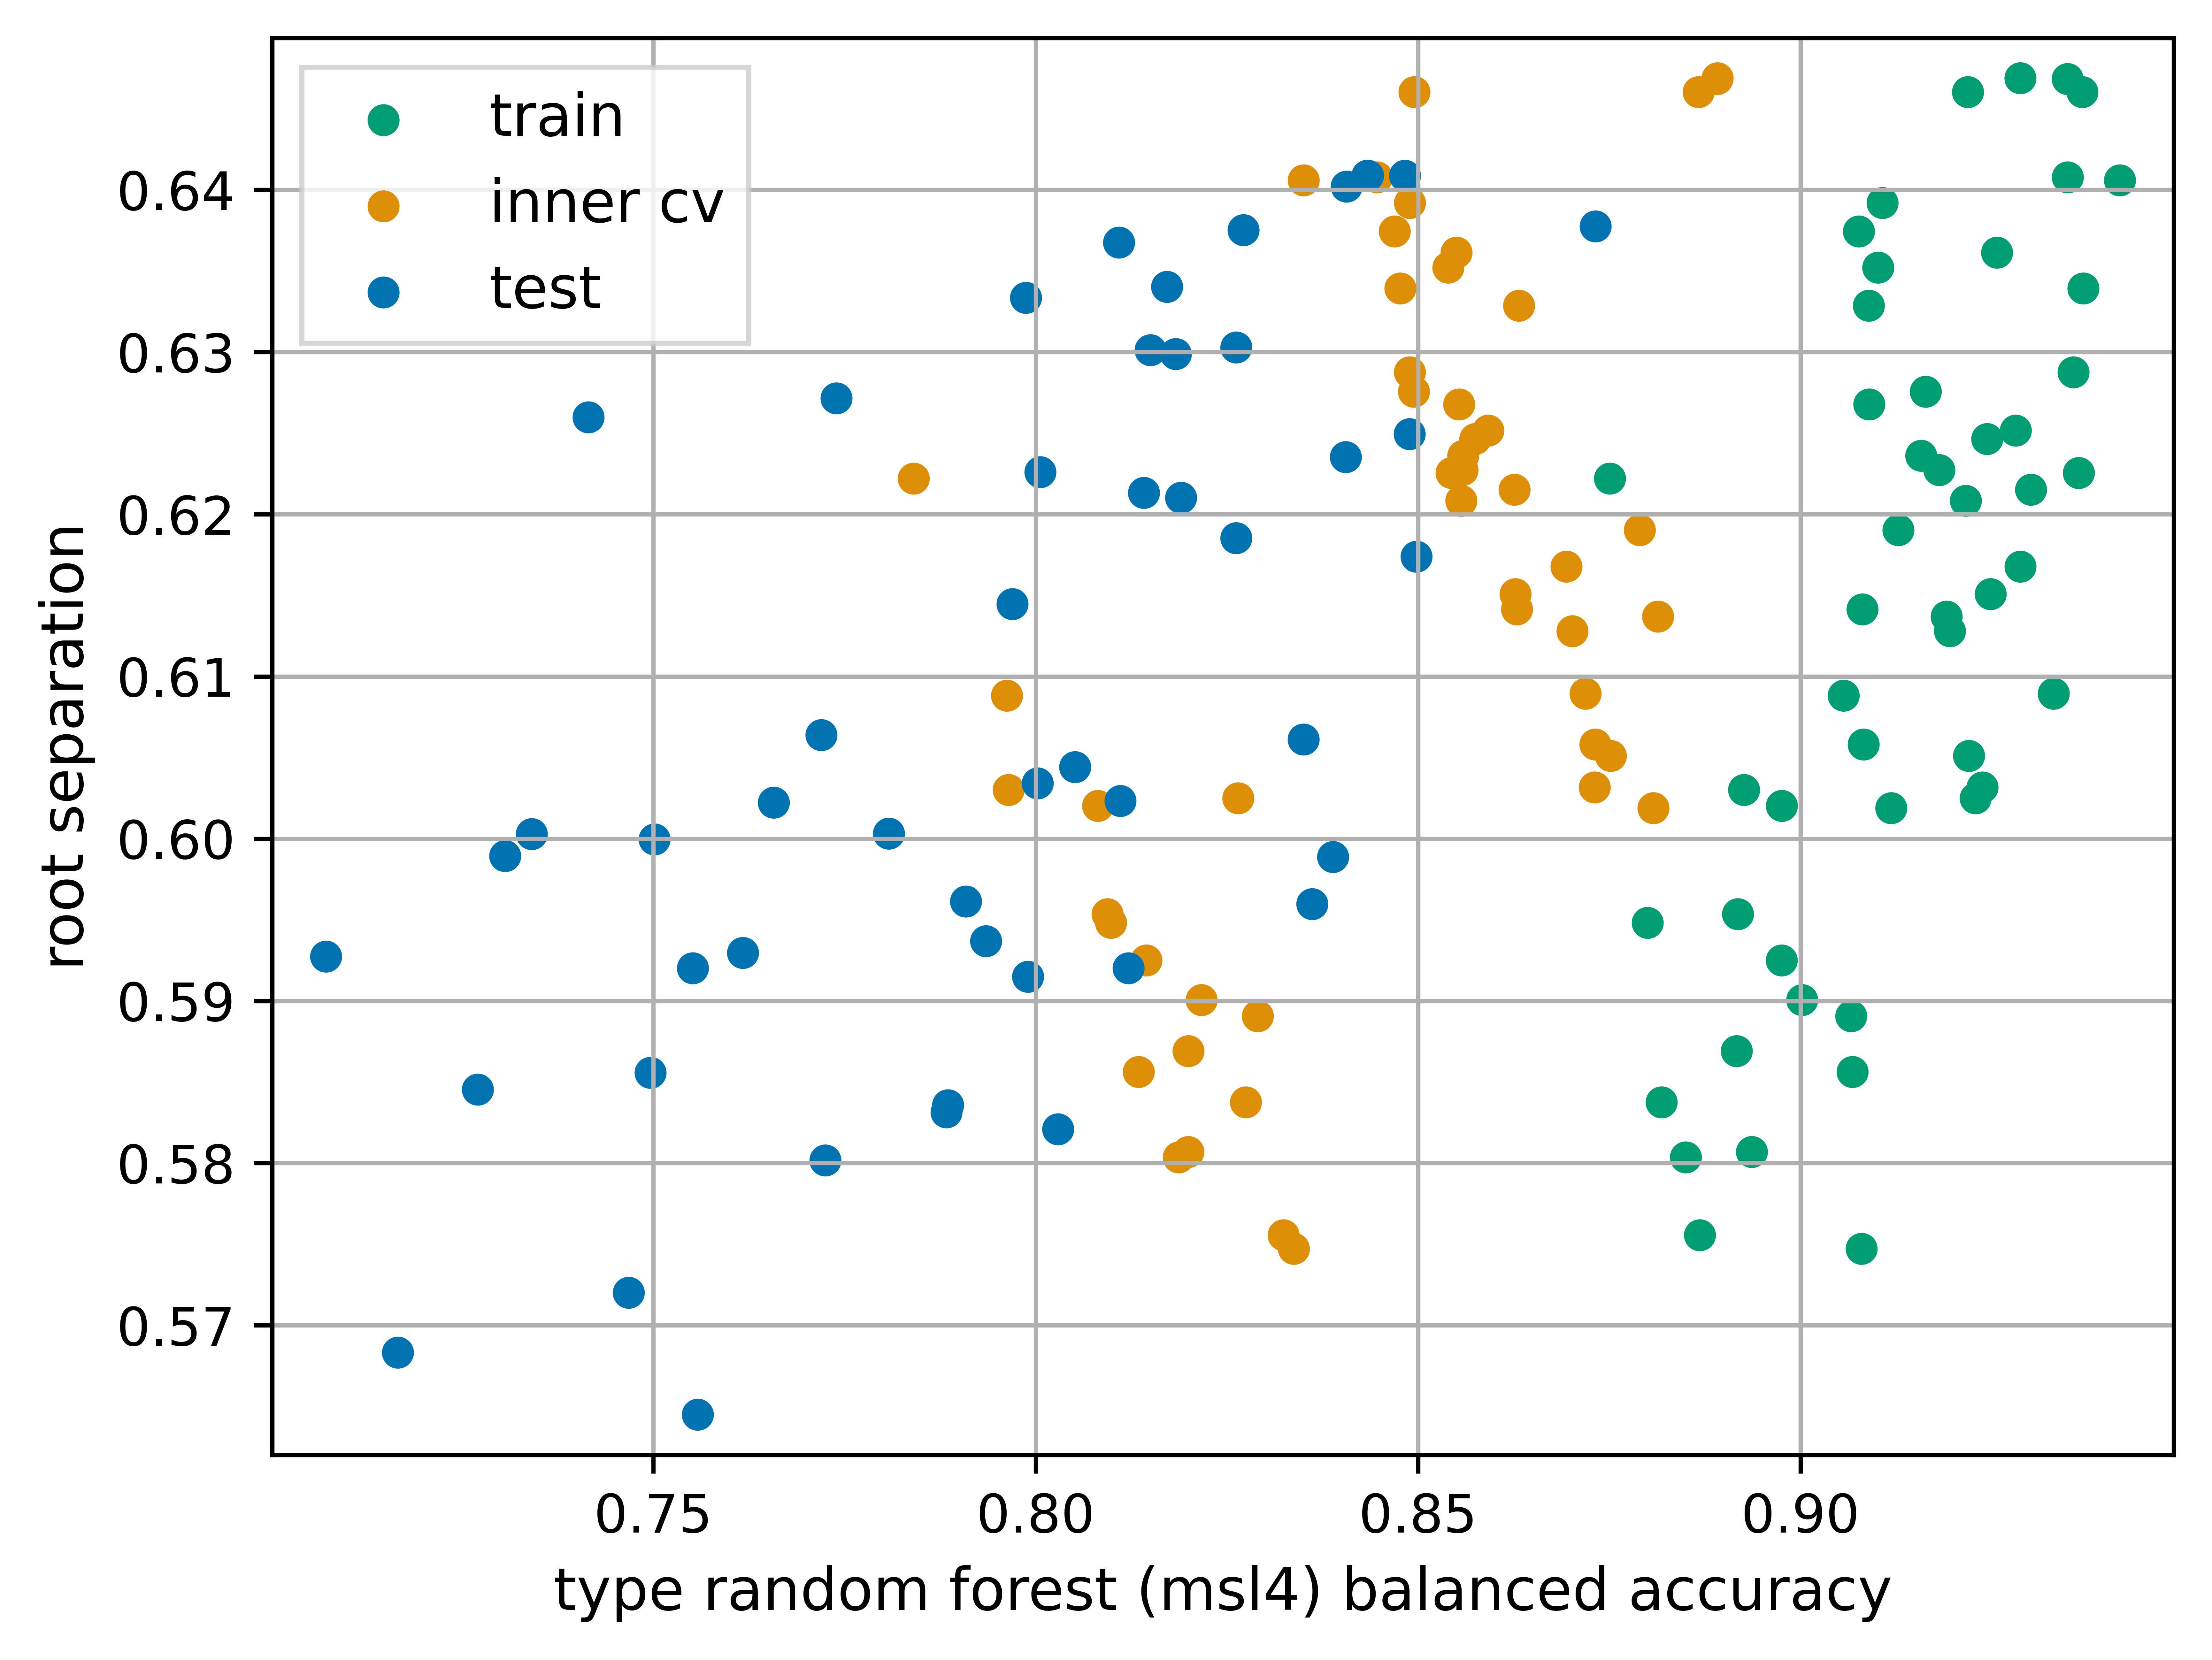 train
inner cv
test
0.64
0.63
0.62
0.61
0.60
0.59
0.58
0.57
root separation
0.75 0.80 0.85 0.90
type random forest (msl4) balanced accuracy